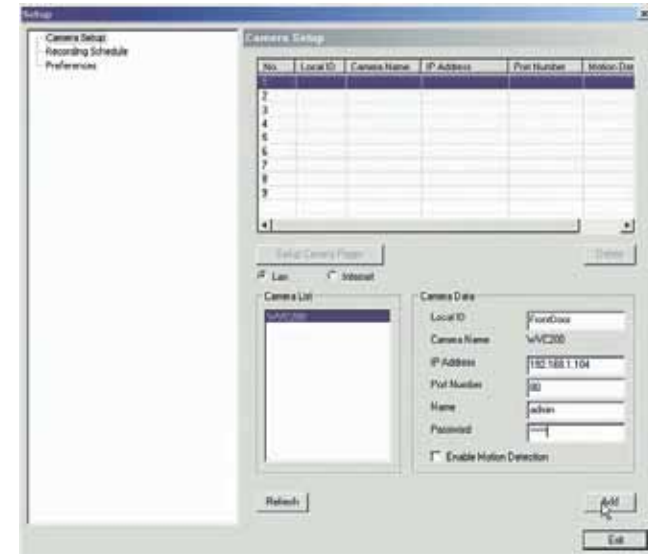 Setup
Camera Setup
Recording Schedule
Preferences
Camera Setup
No. Local ID Camera Name IP Address Port Number Motion Det
1
2
3
4
5
6
7
8
9
Setup Camera Page
Delete
Lan Internet
Camera List
WVC200
Camera Data
Local ID FrontDoor
Camera Name WVC200
IP Address 192.168.1.104
Port Number 80
Name admin
Password
Enable Motion Detection
Refresh
Add
Exit